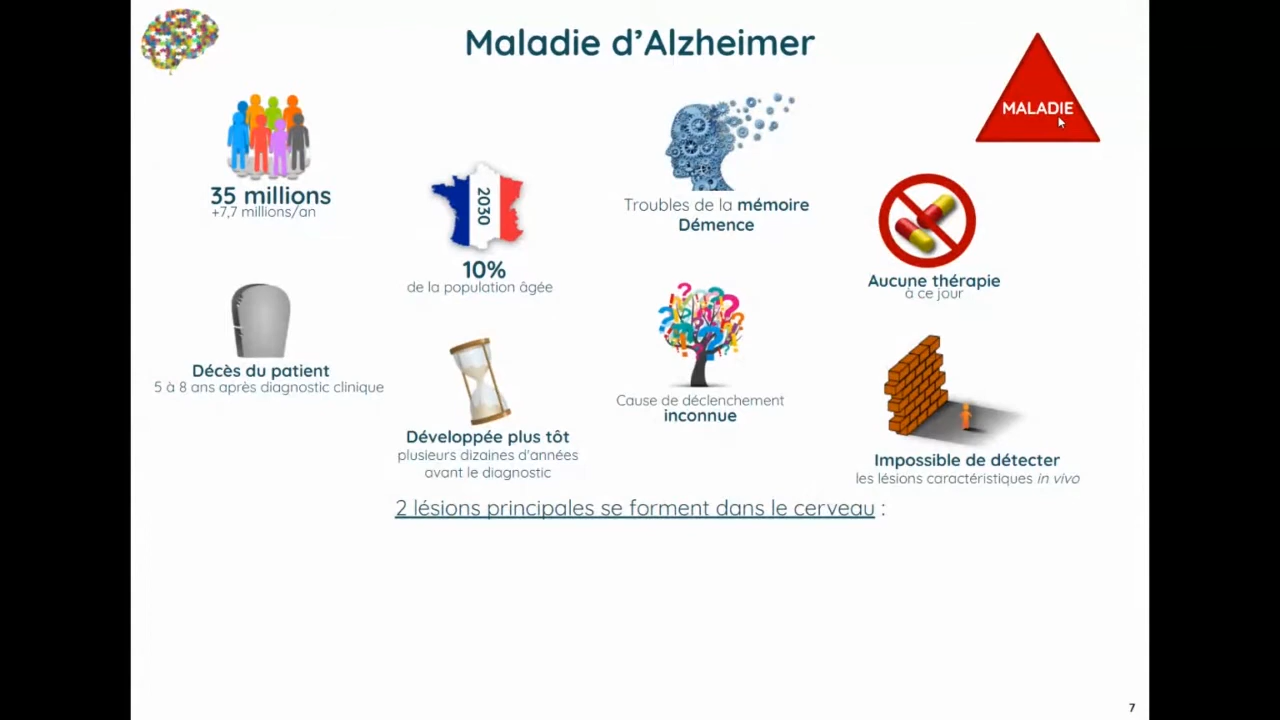 Maladie d'Alzheimer
MALADIE
35 millions
+7,7 millions/an
2030
10%
de la population âgée
Troubles de la mémoire
Démence
Aucune thérapie
à ce jour
Décès du patient
5 à 8 ans après diagnostic clinique
Développée plus tôt
plusieurs dizaines d'années
avant le diagnostic
Cause de déclenchement
inconnue
Impossible de détecter
les lésions caractéristiques in vivo
2 lésions principales se forment dans le cerveau :
7